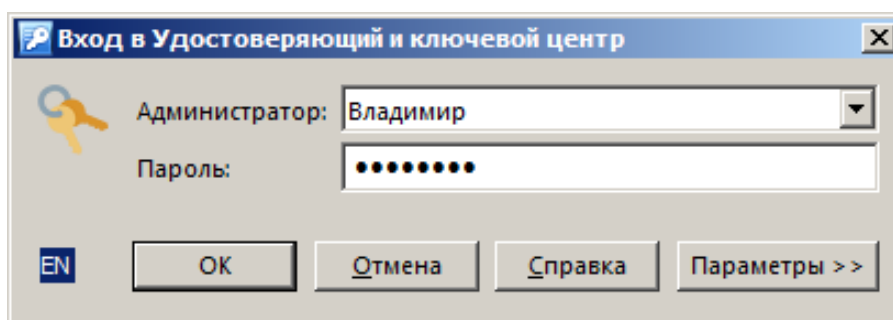 Вход в Удостоверяющий и ключевой центр
Администратор: Владимир
Пароль: ••••••••
EN OK Отмена Справка Параметры >>